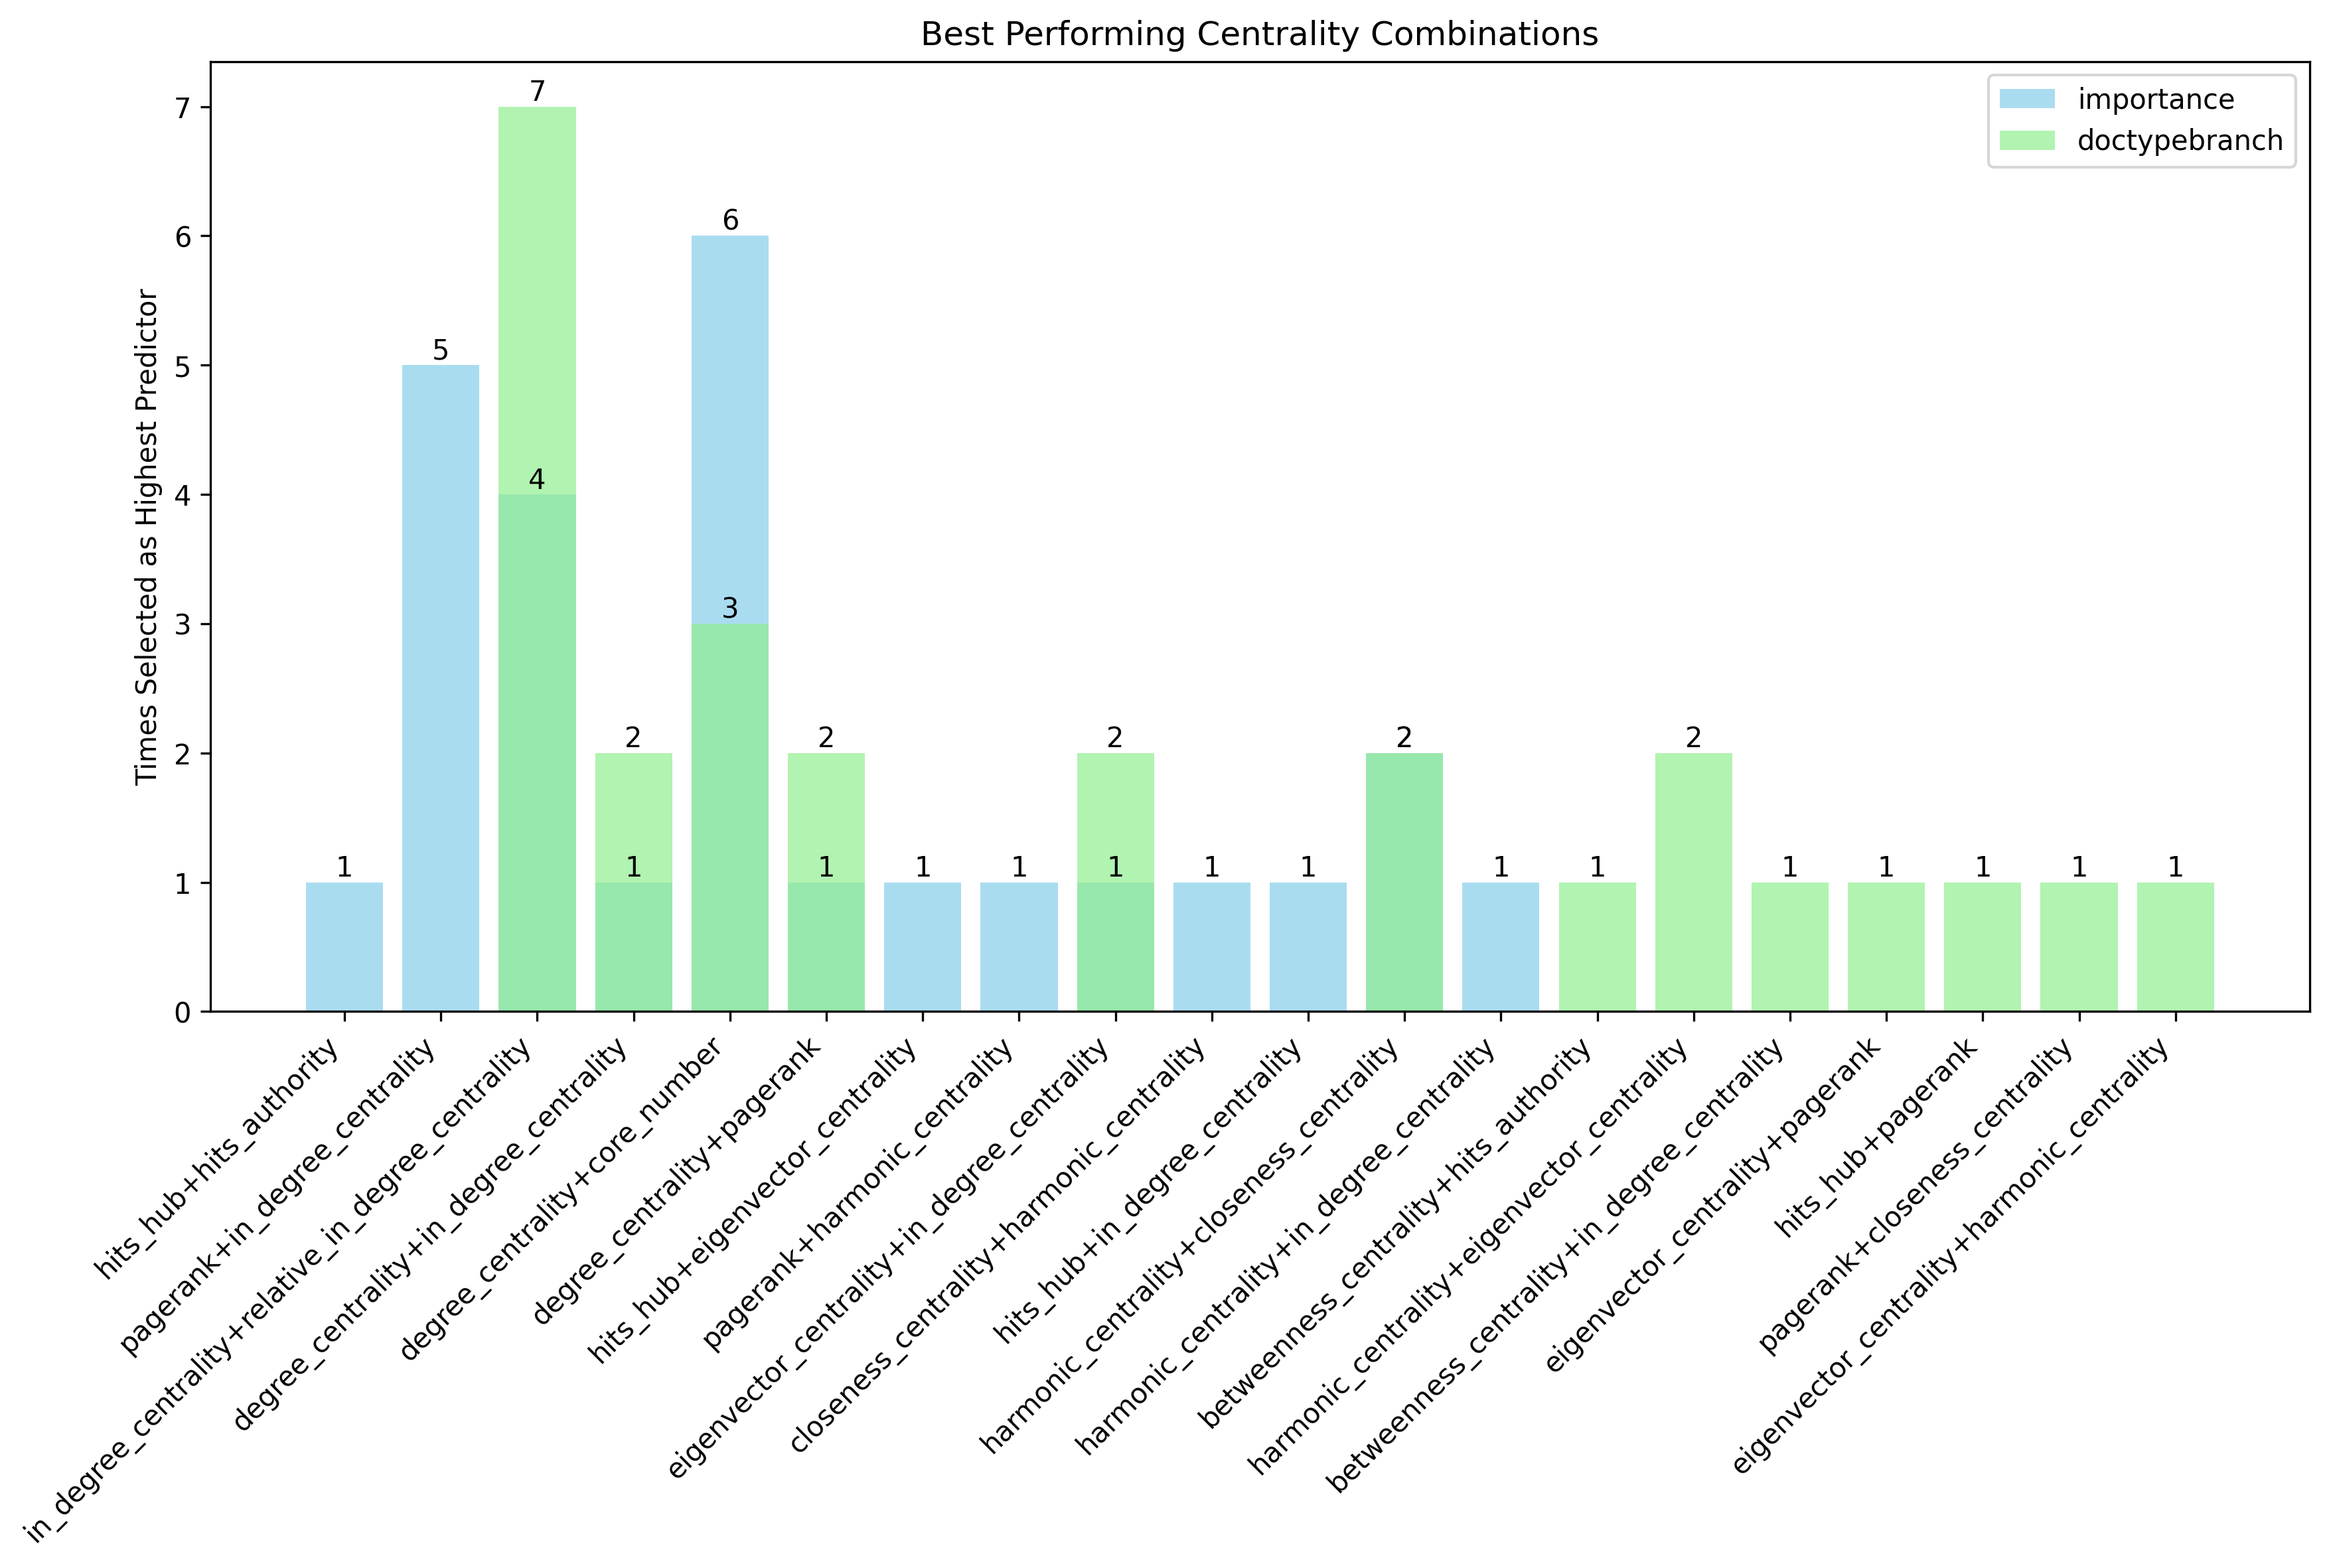 Best Performing Centrality Combinations
importance
doctypebranch
Times Selected as Highest Predictor
7
6
5
4
3
2
1
0
1
5
7
4
2
1
6
3
2
1
1
1
2
1
1
1
2
1
1
2
1
1
1
1
1
hits_hub+hits_authority
pagerank+in_degree_centrality
in_degree_centrality+relative_in_degree_centrality
degree_centrality+in_degree_centrality
degree_centrality+core_number
degree_centrality+pagerank
hits_hub+eigenvector_centrality
pagerank+harmonic_centrality
eigenvector_centrality+in_degree_centrality
closeness_centrality+harmonic_centrality
hits_hub+in_degree_centrality
harmonic_centrality+closeness_centrality
harmonic_centrality+in_degree_centrality
betweenness_centrality+hits_authority
harmonic_centrality+eigenvector_centrality
betweenness_centrality+in_degree_centrality
eigenvector_centrality+pagerank
hits_hub+pagerank
pagerank+closeness_centrality
eigenvector_centrality+harmonic_centrality